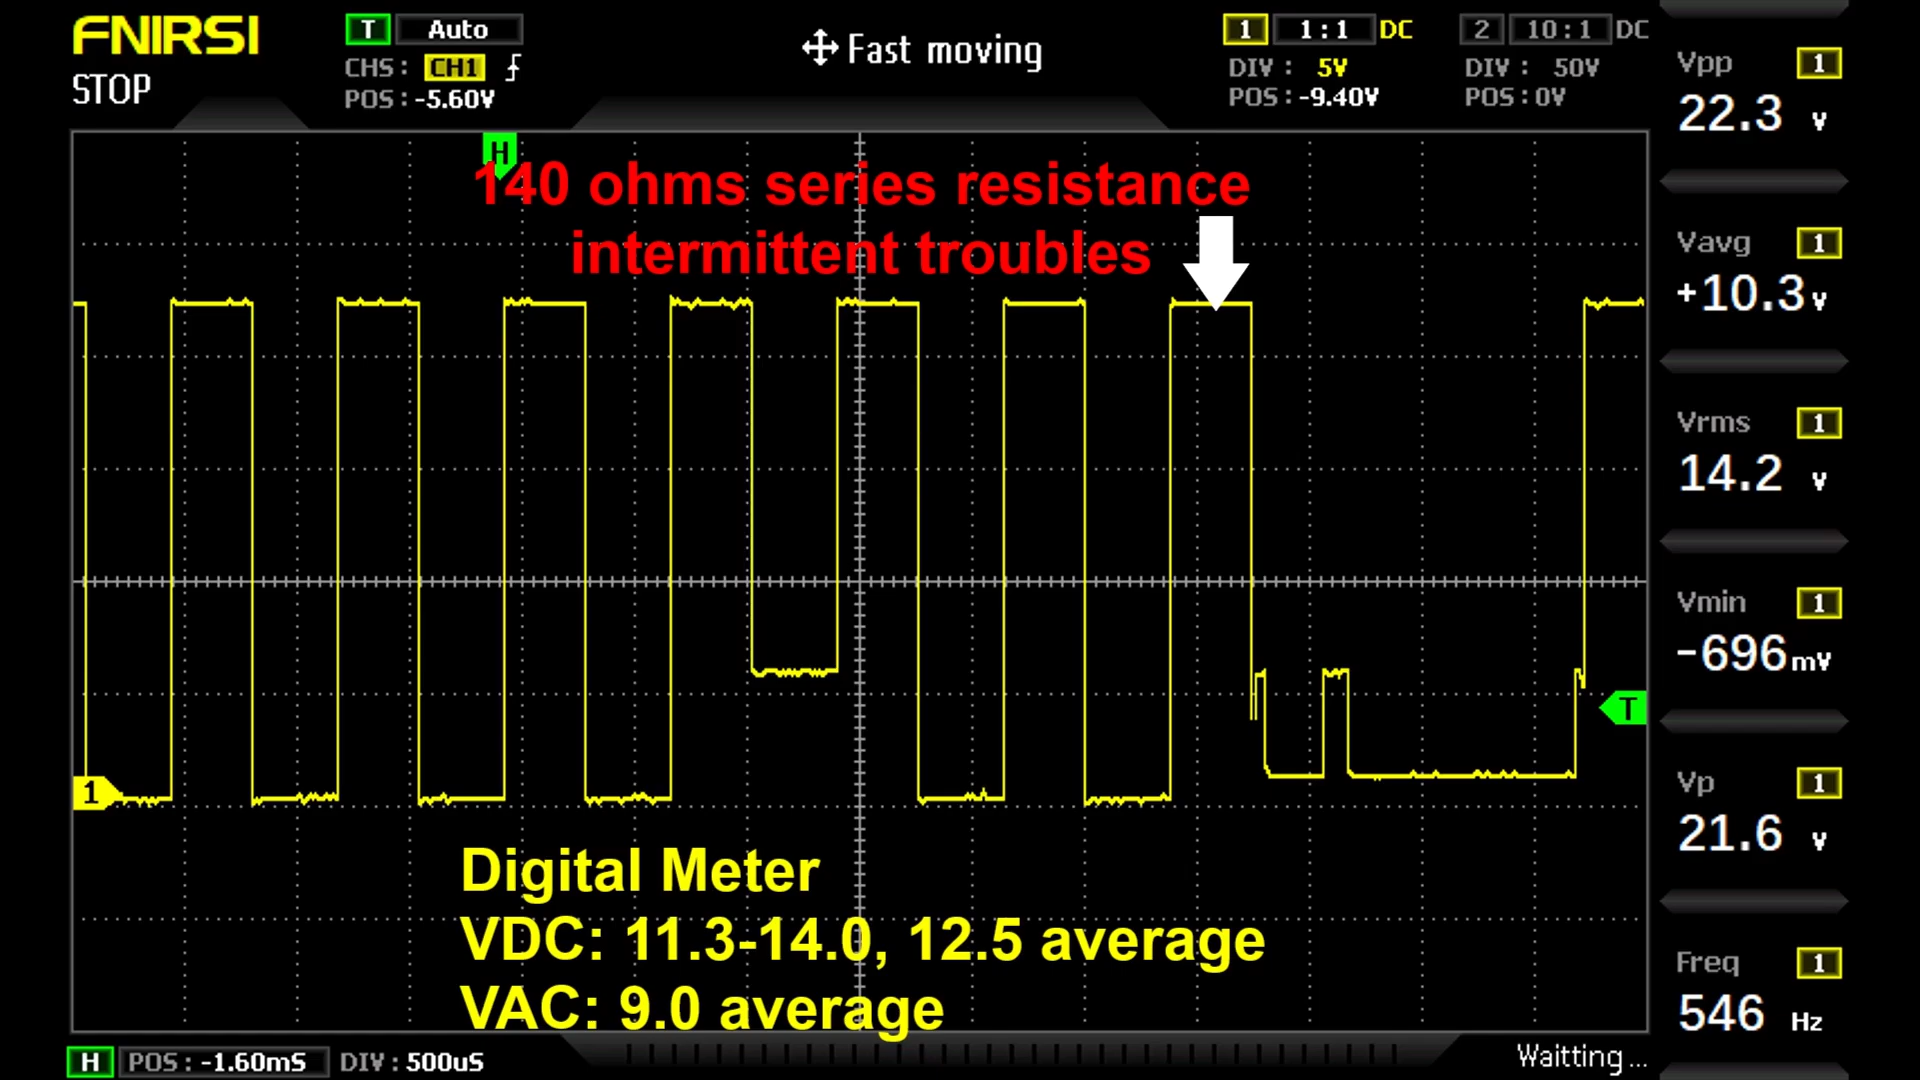 FNIRSI
STOP
T Auto
CHS: CH1
POS:-5.60V
Fast moving
1 1:1 DC
DIV: 5V
POS:-9.40V
2 10:1 DC
DIV: 50V
POS:0V
H
140 ohms series resistance
intermittent troubles
T
1
Digital Meter
VDC: 11.3-14.0, 12.5 average
VAC: 9.0 average
Vpp 1
22.3 V
Vavg 1
+10.3 V
Vrms 1
14.2 V
Vmin 1
-696 mV
Vp 1
21.6 V
Freq 1
546 Hz
H POS:-1.60mS DIV:500uS
Waitting...